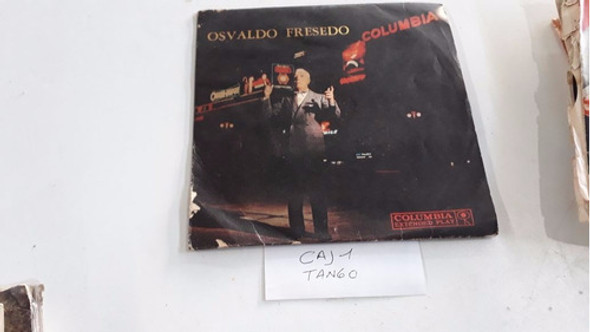 OSVALDO FRESEDO
COLUMBIA
COLUMBIA
EXTENDED PLAY
CAJ 1
TANGO